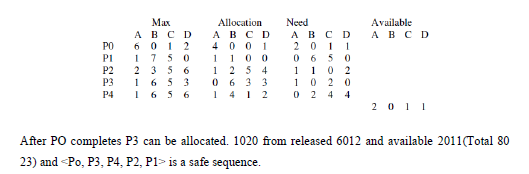 Max Allocation Need Available
A B C D A B C D A B C D A B C D
P0 6 0 1 2 4 0 0 1 2 0 1 1
P1 1 7 5 0 1 1 0 0 0 6 5 0
P2 2 3 5 6 1 2 5 4 1 1 0 2
P3 1 6 5 3 0 6 3 3 1 0 2 0
P4 1 6 5 6 1 4 1 2 0 2 4 4
2 0 1 1
After PO completes P3 can be allocated. 1020 from released 6012 and available 2011(Total 80
23) and <Po, P3, P4, P2, P1> is a safe sequence.